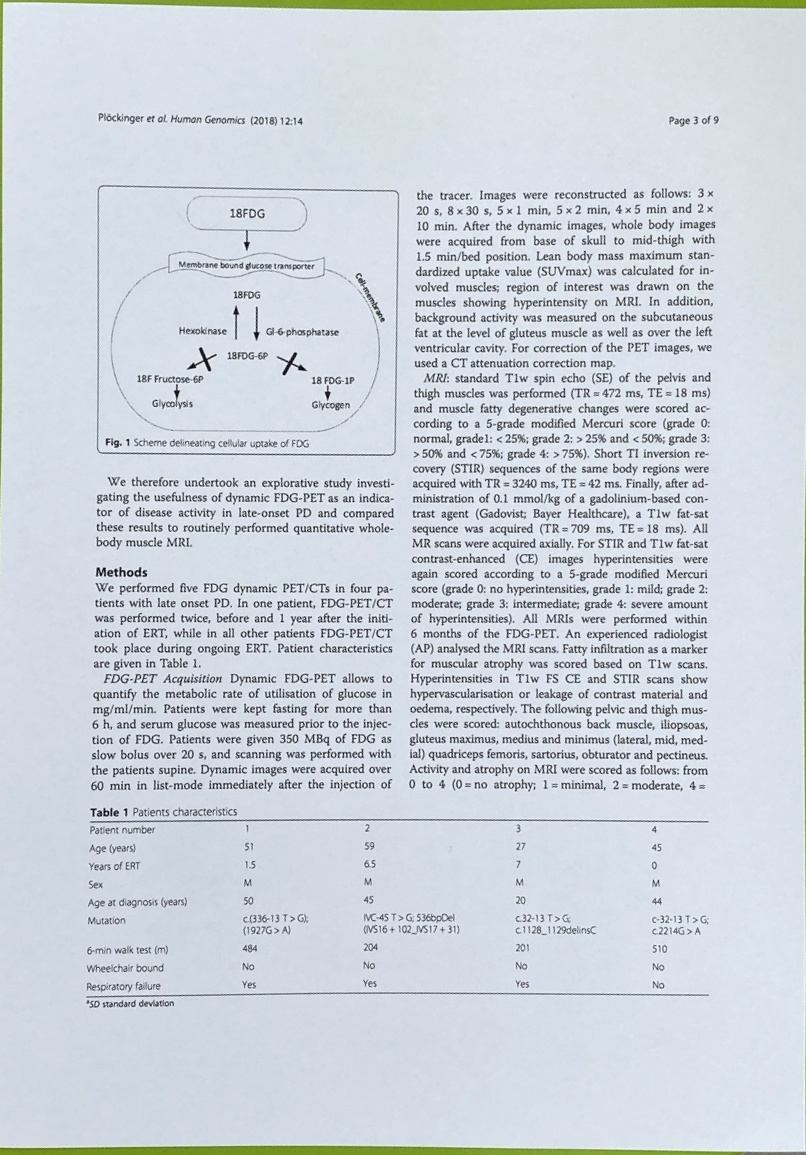 Plöckinger et al. Human Genomics (2018) 12:14
Page 3 of 9
18FDG
Membrane bound glucose transporter
Cell-membrane
18FDG
Hexokinase
Gl-6-phosphatase
18FDG-6P
18F Fructose-6P
18 FDG-1P
Glycolysis
Glycogen
Fig. 1 Scheme delineating cellular uptake of FDG
We therefore undertook an explorative study investi-
gating the usefulness of dynamic FDG-PET as an indica-
tor of disease activity in late-onset PD and compared
these results to routinely performed quantitative whole-
body muscle MRI.
Methods
We performed five FDG dynamic PET/CTs in four pa-
tients with late onset PD. In one patient, FDG-PET/CT
was performed twice, before and 1 year after the initi-
ation of ERT, while in all other patients FDG-PET/CT
took place during ongoing ERT. Patient characteristics
are given in Table 1.
FDG-PET Acquisition Dynamic FDG-PET allows to
quantify the metabolic rate of utilisation of glucose in
mg/ml/min. Patients were kept fasting for more than
6 h, and serum glucose was measured prior to the injec-
tion of FDG. Patients were given 350 MBq of FDG as
slow bolus over 20 s, and scanning was performed with
the patients supine. Dynamic images were acquired over
60 min in list-mode immediately after the injection of
the tracer. Images were reconstructed as follows: 3 ×
20 s, 8 × 30 s, 5 × 1 min, 5 × 2 min, 4 × 5 min and 2 ×
10 min. After the dynamic images, whole body images
were acquired from base of skull to mid-thigh with
1.5 min/bed position. Lean body mass maximum stan-
dardized uptake value (SUVmax) was calculated for in-
volved muscles; region of interest was drawn on the
muscles showing hyperintensity on MRI. In addition,
background activity was measured on the subcutaneous
fat at the level of gluteus muscle as well as over the left
ventricular cavity. For correction of the PET images, we
used a CT attenuation correction map.
MRI: standard T1w spin echo (SE) of the pelvis and
thigh muscles was performed (TR = 472 ms, TE = 18 ms)
and muscle fatty degenerative changes were scored ac-
cording to a 5-grade modified Mercuri score (grade 0:
normal, grade1: < 25%; grade 2: > 25% and < 50%; grade 3:
> 50% and < 75%; grade 4: > 75%). Short TI inversion re-
covery (STIR) sequences of the same body regions were
acquired with TR = 3240 ms, TE = 42 ms. Finally, after ad-
ministration of 0.1 mmol/kg of a gadolinium-based con-
trast agent (Gadovist; Bayer Healthcare), a T1w fat-sat
sequence was acquired (TR = 709 ms, TE = 18 ms). All
MR scans were acquired axially. For STIR and T1w fat-sat
contrast-enhanced (CE) images hyperintensities were
again scored according to a 5-grade modified Mercuri
score (grade 0: no hyperintensities, grade 1: mild; grade 2:
moderate; grade 3: intermediate; grade 4: severe amount
of hyperintensities). All MRIs were performed within
6 months of the FDG-PET. An experienced radiologist
(AP) analysed the MRI scans. Fatty infiltration as a marker
for muscular atrophy was scored based on T1w scans.
Hyperintensities in T1w FS CE and STIR scans show
hypervascularisation or leakage of contrast material and
oedema, respectively. The following pelvic and thigh mus-
cles were scored: autochthonous back muscle, iliopsoas,
gluteus maximus, medius and minimus (lateral, mid, med-
ial) quadriceps femoris, sartorius, obturator and pectineus.
Activity and atrophy on MRI were scored as follows: from
0 to 4 (0 = no atrophy; 1 = minimal, 2 = moderate, 4 =
Table 1 Patients characteristics
Patient number 1 2 3 4
Age (years) 51 59 27 45
Years of ERT 1.5 6.5 7 0
Sex M M M M
Age at diagnosis (years) 50 45 20 44
Mutation c.(336-13 T > G); IVC-45 T > G; 536bpDel c.32-13 T > G; c-32-13 T > G;
(1927G > A) (IVS16 + 102_IVS17 + 31) c.1128_1129delinsC c.2214G > A
6-min walk test (m) 484 204 201 510
Wheelchair bound No No No No
Respiratory failure Yes Yes Yes No
ªSD standard deviation